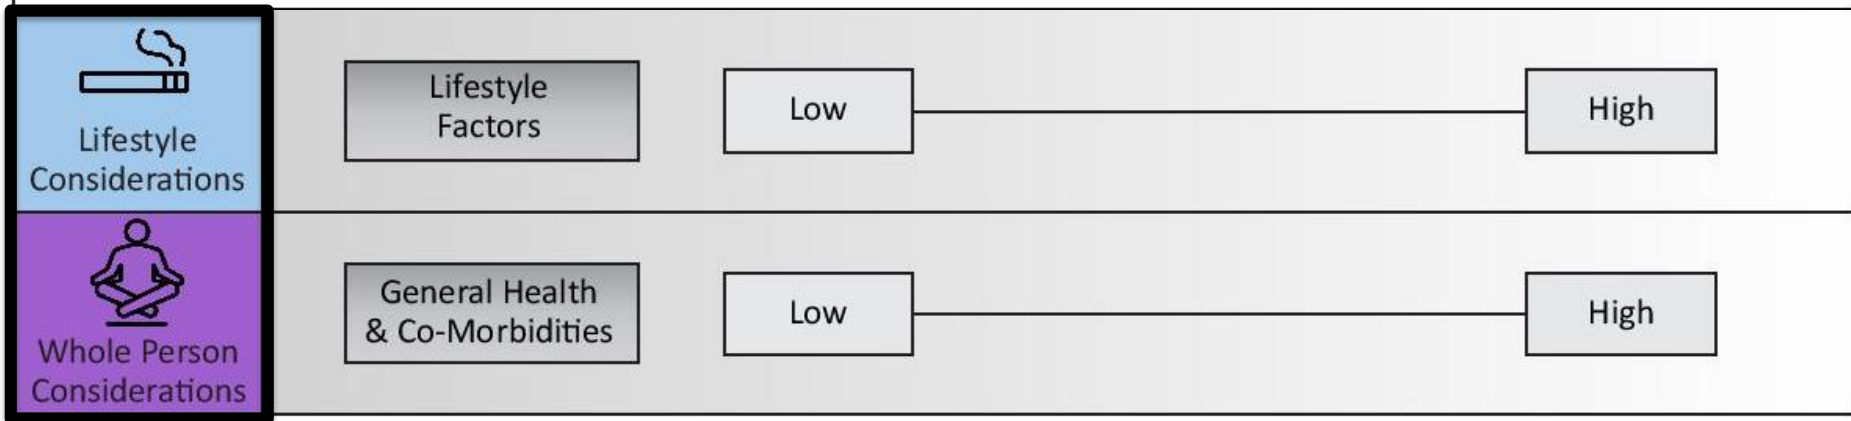 Lifestyle
Considerations
Lifestyle
Factors
Low
High
Whole Person
Considerations
General Health
& Co-Morbidities
Low
High